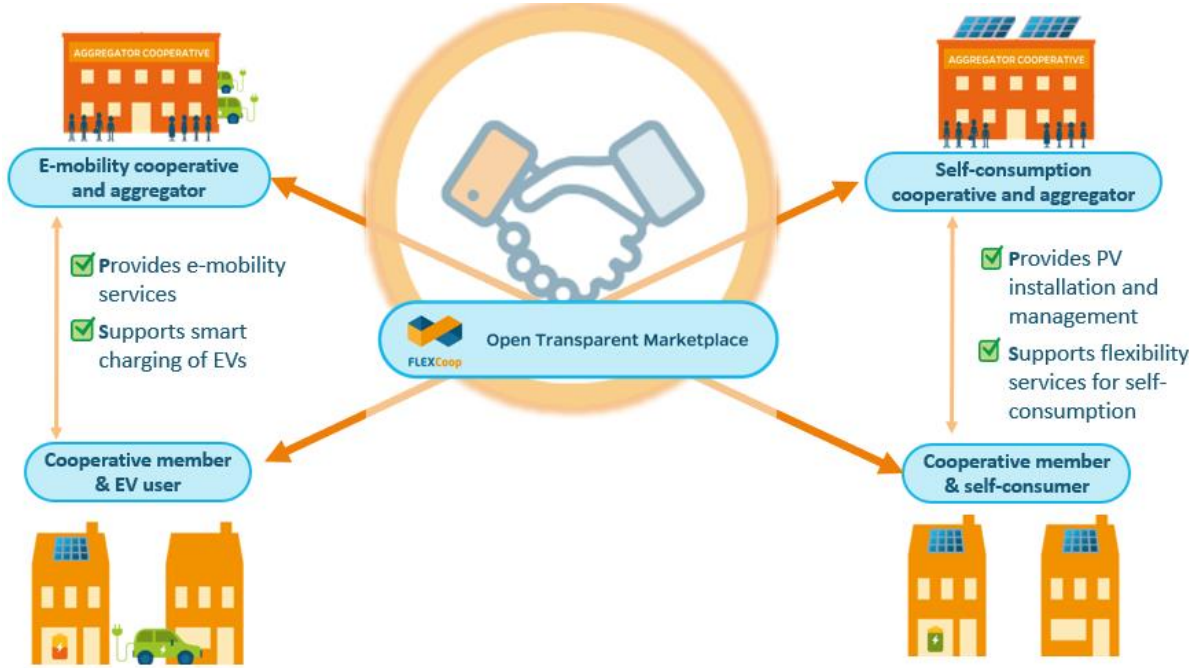 AGGREGATOR COOPERATIVE
E-mobility cooperative
and aggregator
Provides e-mobility
services
Supports smart
charging of EVs
Cooperative member
& EV user
FLEXCoop
Open Transparent Marketplace
AGGREGATOR COOPERATIVE
Self-consumption
cooperative and aggregator
Provides PV
installation and
management
Supports flexibility
services for self-
consumption
Cooperative member
& self-consumer